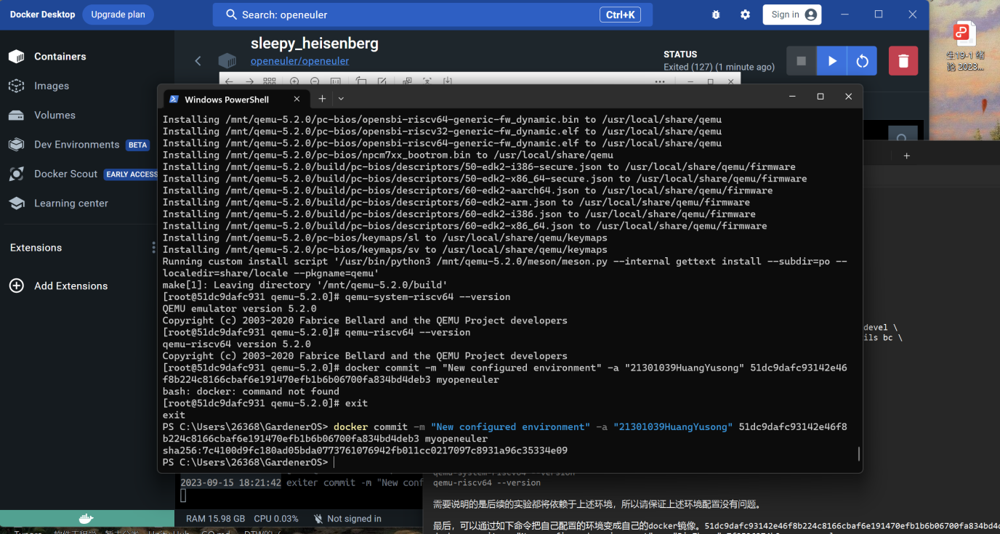 Docker Desktop
Upgrade plan
Search: openeuler
Ctrl+K
Sign in
Containers
Images
Volumes
Dev Environments BETA
Docker Scout EARLY ACCESS
Learning center
Extensions
Add Extensions
sleepy_heisenberg
openeuler/openeuler
STATUS
Exited (127) (1 minute ago)
生19-1 绪
论 2023...
Windows PowerShell
Installing /mnt/qemu-5.2.0/pc-bios/opensbi-riscv64-generic-fw_dynamic.bin to /usr/local/share/qemu
Installing /mnt/qemu-5.2.0/pc-bios/opensbi-riscv32-generic-fw_dynamic.elf to /usr/local/share/qemu
Installing /mnt/qemu-5.2.0/pc-bios/opensbi-riscv64-generic-fw_dynamic.elf to /usr/local/share/qemu
Installing /mnt/qemu-5.2.0/pc-bios/npcm7xx_bootrom.bin to /usr/local/share/qemu
Installing /mnt/qemu-5.2.0/build/pc-bios/descriptors/50-edk2-i386-secure.json to /usr/local/share/qemu/firmware
Installing /mnt/qemu-5.2.0/build/pc-bios/descriptors/50-edk2-x86_64-secure.json to /usr/local/share/qemu/firmware
Installing /mnt/qemu-5.2.0/build/pc-bios/descriptors/60-edk2-aarch64.json to /usr/local/share/qemu/firmware
Installing /mnt/qemu-5.2.0/build/pc-bios/descriptors/60-edk2-arm.json to /usr/local/share/qemu/firmware
Installing /mnt/qemu-5.2.0/build/pc-bios/descriptors/60-edk2-i386.json to /usr/local/share/qemu/firmware
Installing /mnt/qemu-5.2.0/build/pc-bios/descriptors/60-edk2-x86_64.json to /usr/local/share/qemu/firmware
Installing /mnt/qemu-5.2.0/pc-bios/keymaps/sl to /usr/local/share/qemu/keymaps
Installing /mnt/qemu-5.2.0/pc-bios/keymaps/sv to /usr/local/share/qemu/keymaps
Running custom install script '/usr/bin/python3 /mnt/qemu-5.2.0/meson/meson.py --internal gettext install --subdir=po --
localedir=share/locale --pkgname=qemu'
make[1]: Leaving directory '/mnt/qemu-5.2.0/build'
[root@51dc9dafc931 qemu-5.2.0]# qemu-system-riscv64 --version
QEMU emulator version 5.2.0
Copyright (c) 2003-2020 Fabrice Bellard and the QEMU Project developers
[root@51dc9dafc931 qemu-5.2.0]# qemu-riscv64 --version
qemu-riscv64 version 5.2.0
Copyright (c) 2003-2020 Fabrice Bellard and the QEMU Project developers
[root@51dc9dafc931 qemu-5.2.0]# docker commit -m "New configured environment" -a "21301039HuangYusong" 51dc9dafc93142e46
f8b224c8166cbaf6e191470efb1b6b06700fa834bd4deb3 myopeneuler
bash: docker: command not found
[root@51dc9dafc931 qemu-5.2.0]# exit
exit
PS C:\Users\26368\GardenerOS> docker commit -m "New configured environment" -a "21301039HuangYusong" 51dc9dafc93142e46f8
b224c8166cbaf6e191470efb1b6b06700fa834bd4deb3 myopeneuler
sha256:7c4100d9fc180ad05bda0773761076942fb011cc0217097c8931a96c35334e09
PS C:\Users\26368\GardenerOS>
devel \
ils bc \
2023-09-15 18:21:42 exiter commit -m "New conf
qemu-system-riscv64 --version
qemu-riscv64 --version
需要说明的是后续的实验都将依赖于上述环境，所以请保证上述环境配置没有问题。
最后，可以通过如下命令把自己配置的环境变成自己的docker镜像。51dc9dafc93142e46f8b224c8166cbaf6e191470efb1b6b06700fa834bd4d
RAM 15.98 GB CPU 0.03% Not signed in